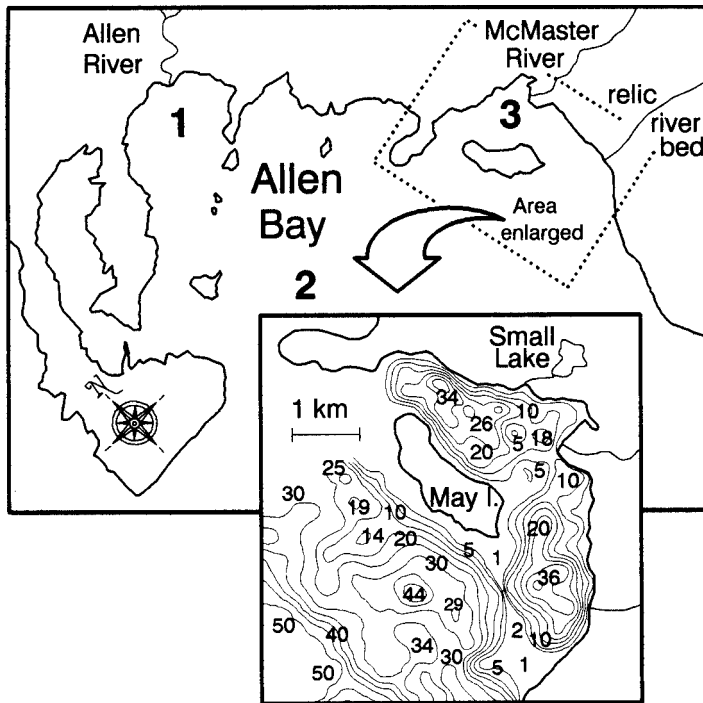 Allen
River
McMaster
River
relic
river
bed
1
3
Allen
Bay
Area
enlarged
2
N
Small
Lake
1 km
34
26
10
5
18
20
5
10
25
30
19
10
May I.
20
14
20
5
1
30
36
44
29
50
40
2
10
34
30
5
1
50